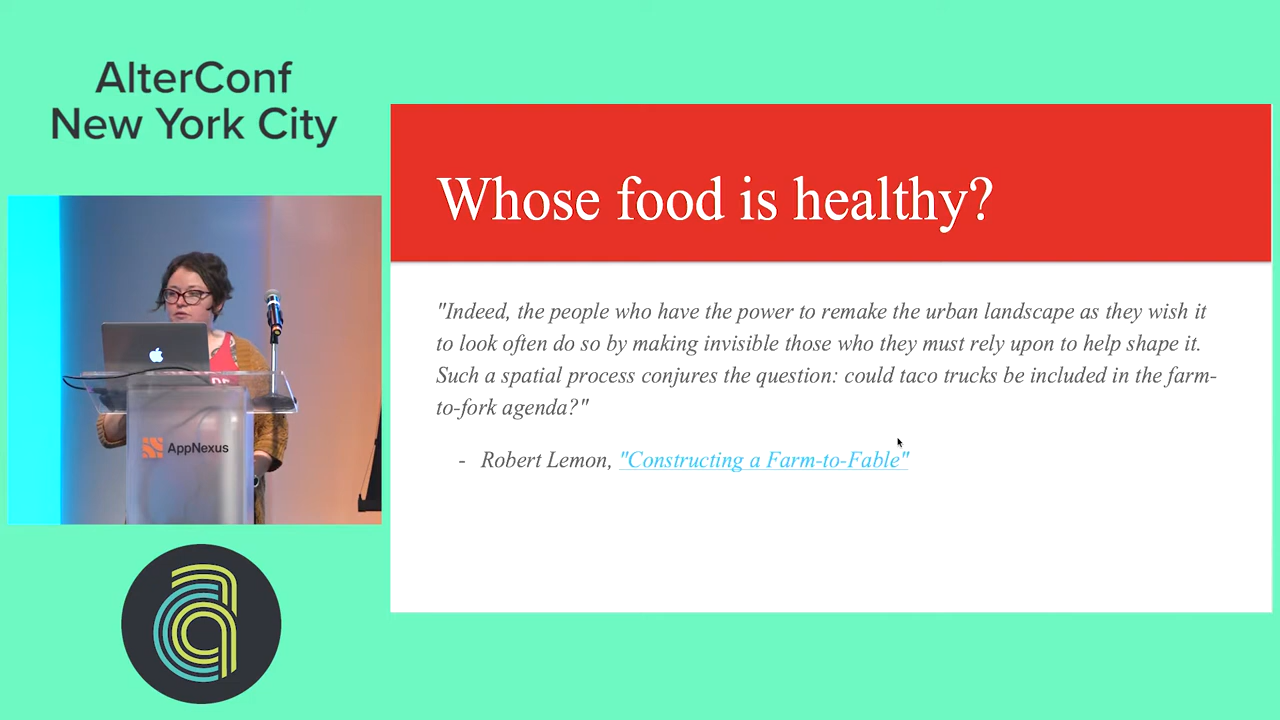 AlterConf
New York City
Whose food is healthy?
"Indeed, the people who have the power to remake the urban landscape as they wish it
to look often do so by making invisible those who they must rely upon to help shape it.
Such a spatial process conjures the question: could taco trucks be included in the farm-
to-fork agenda?"
- Robert Lemon, "Constructing a Farm-to-Fable"
AppNexus